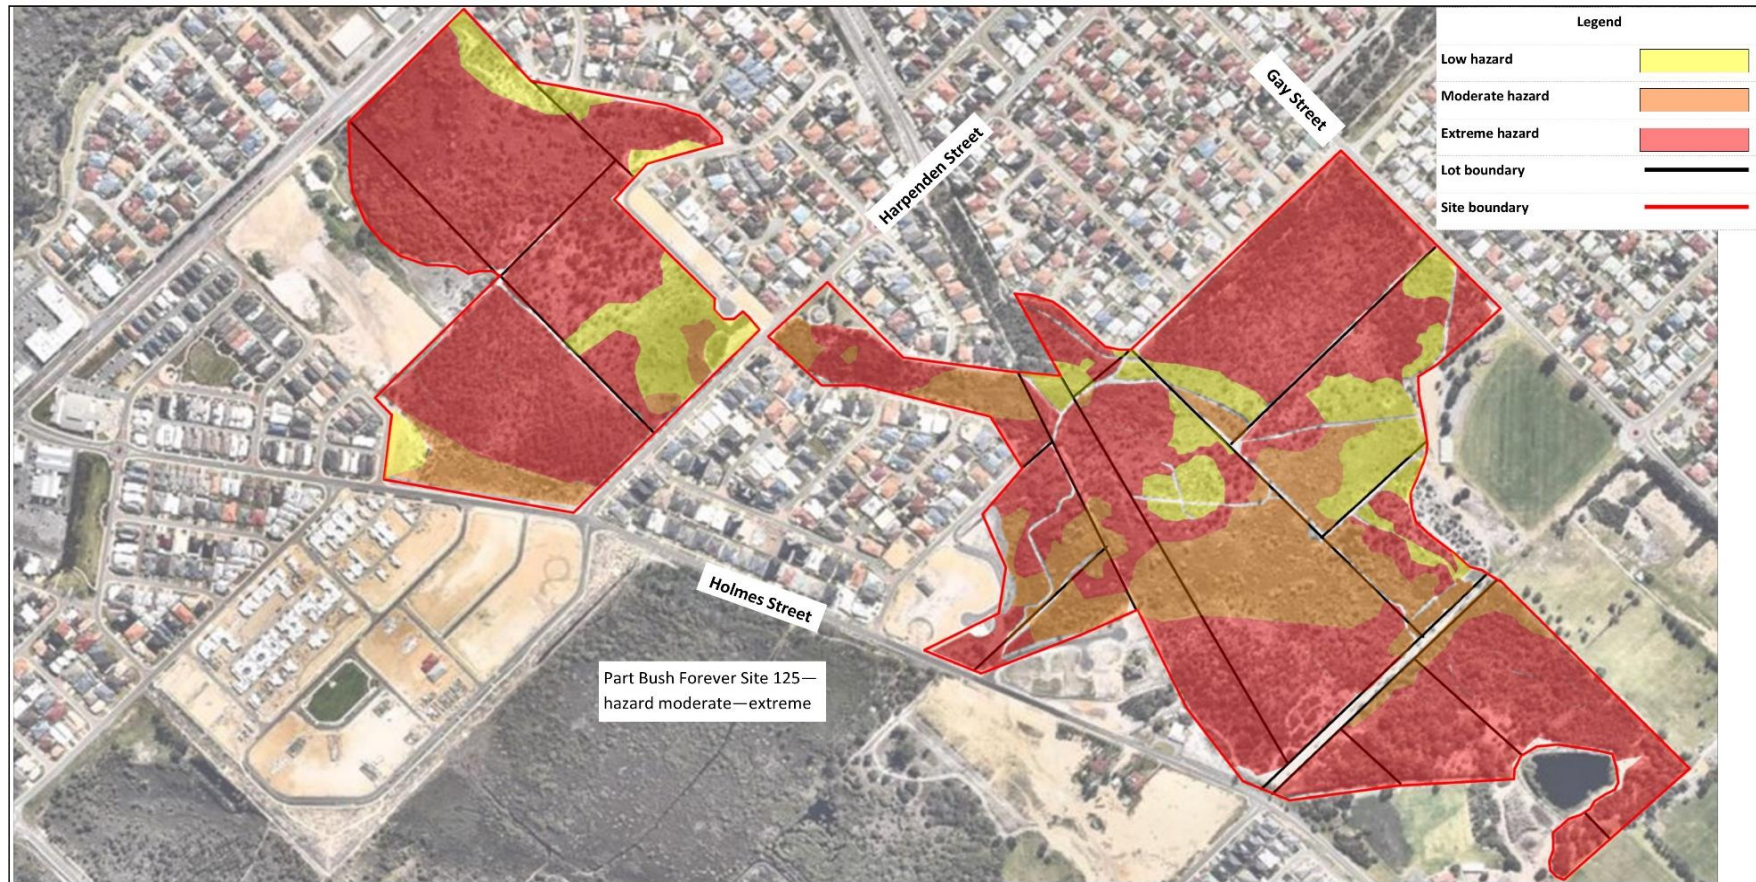 Legend
Low hazard
Moderate hazard
Extreme hazard
Lot boundary
Site boundary
Gay Street
Harpenden Street
Holmes Street
Part Bush Forever Site 125—
hazard moderate—extreme